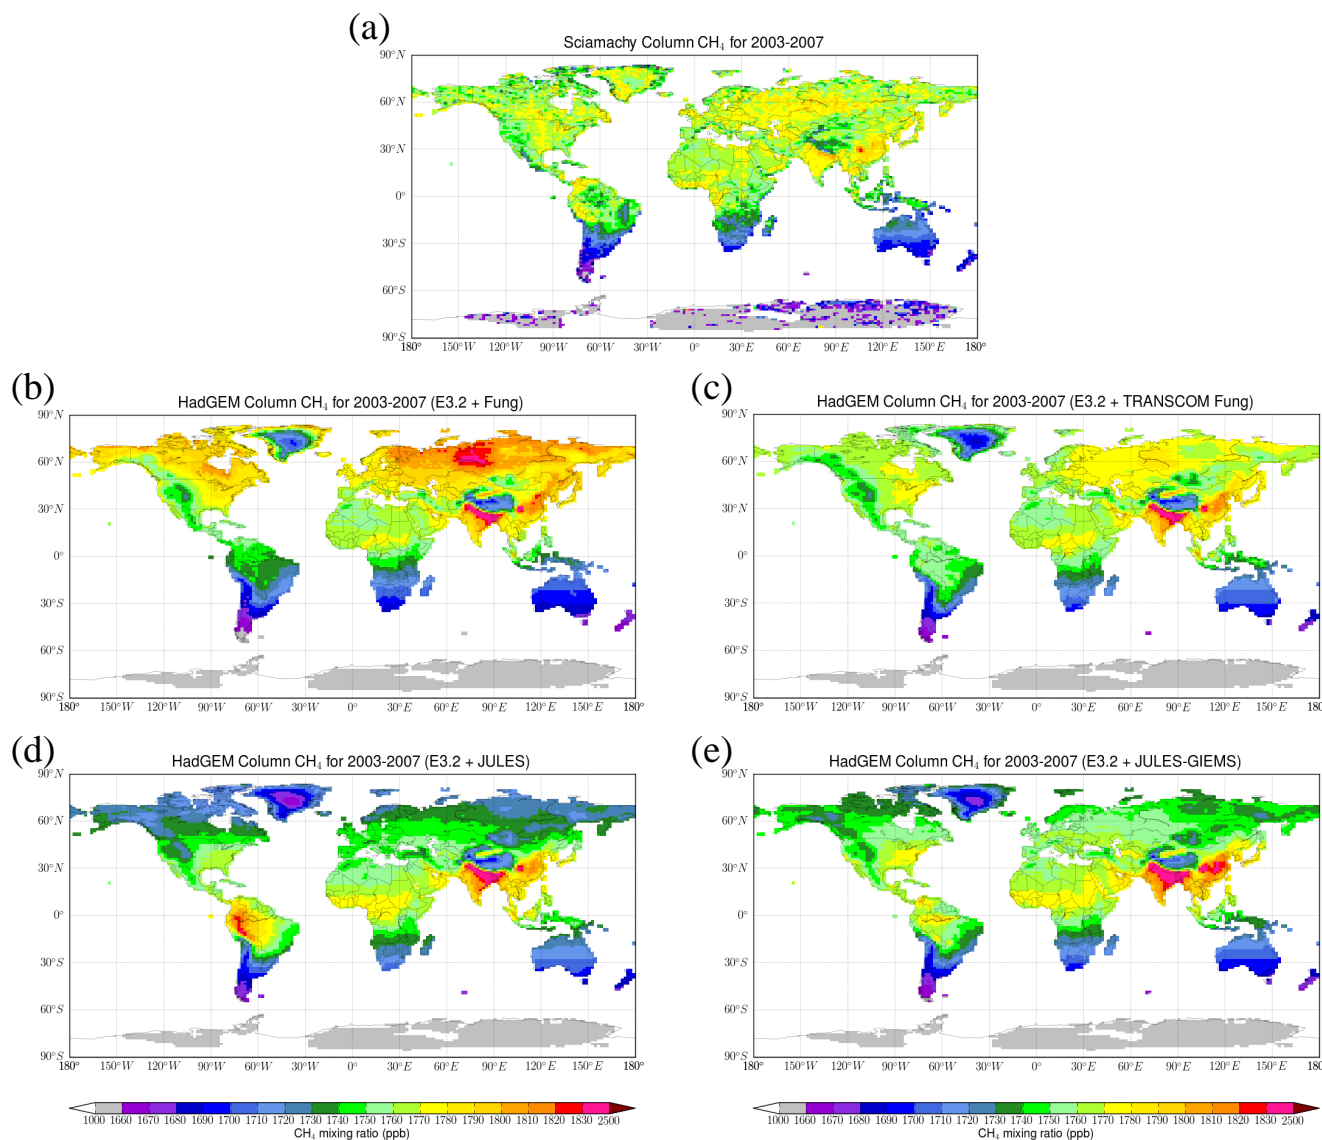 (a)
Sciamachy Column CH₄ for 2003-2007
90°N
60°N
30°N
0°
30°S
60°S
90°S
180° 150°W 120°W 90°W 60°W 30°W 0° 30°E 60°E 90°E 120°E 150°E 180°
(b)
HadGEM Column CH₄ for 2003-2007 (E3.2 + Fung)
90°N
60°N
30°N
0°
30°S
60°S
90°S
180° 150°W 120°W 90°W 60°W 30°W 0° 30°E 60°E 90°E 120°E 150°E 180°
(c)
HadGEM Column CH₄ for 2003-2007 (E3.2 + TRANSCOM Fung)
90°N
60°N
30°N
0°
30°S
60°S
90°S
180° 150°W 120°W 90°W 60°W 30°W 0° 30°E 60°E 90°E 120°E 150°E 180°
(d)
HadGEM Column CH₄ for 2003-2007 (E3.2 + JULES)
90°N
60°N
30°N
0°
30°S
60°S
90°S
180° 150°W 120°W 90°W 60°W 30°W 0° 30°E 60°E 90°E 120°E 150°E 180°
(e)
HadGEM Column CH₄ for 2003-2007 (E3.2 + JULES-GIEMS)
90°N
60°N
30°N
0°
30°S
60°S
90°S
180° 150°W 120°W 90°W 60°W 30°W 0° 30°E 60°E 90°E 120°E 150°E 180°
1000 1660 1670 1680 1690 1700 1710 1720 1730 1740 1750 1760 1770 1780 1790 1800 1810 1820 1830 2500
CH₄ mixing ratio (ppb)
1000 1660 1670 1680 1690 1700 1710 1720 1730 1740 1750 1760 1770 1780 1790 1800 1810 1820 1830 2500
CH₄ mixing ratio (ppb)